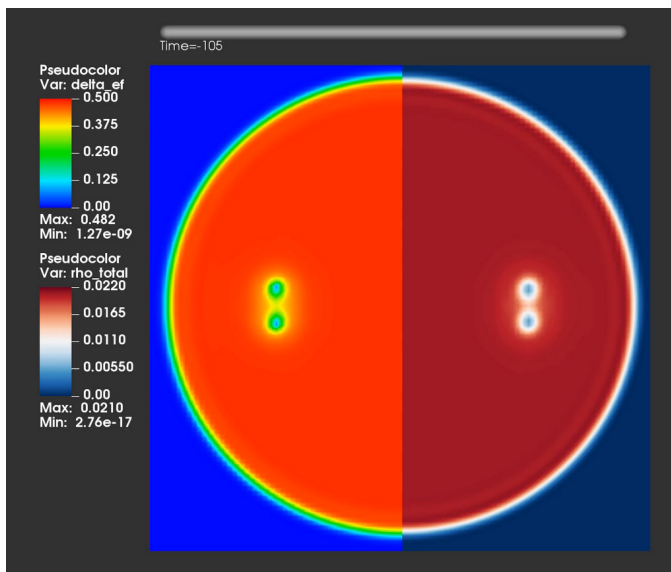 Time=-105
Pseudocolor
Var: delta_ef
0.500
0.375
0.250
0.125
0.00
Max: 0.482
Min: 1.27e-09
Pseudocolor
Var: rho_total
0.0220
0.0165
0.0110
0.00550
0.00
Max: 0.0210
Min: 2.76e-17